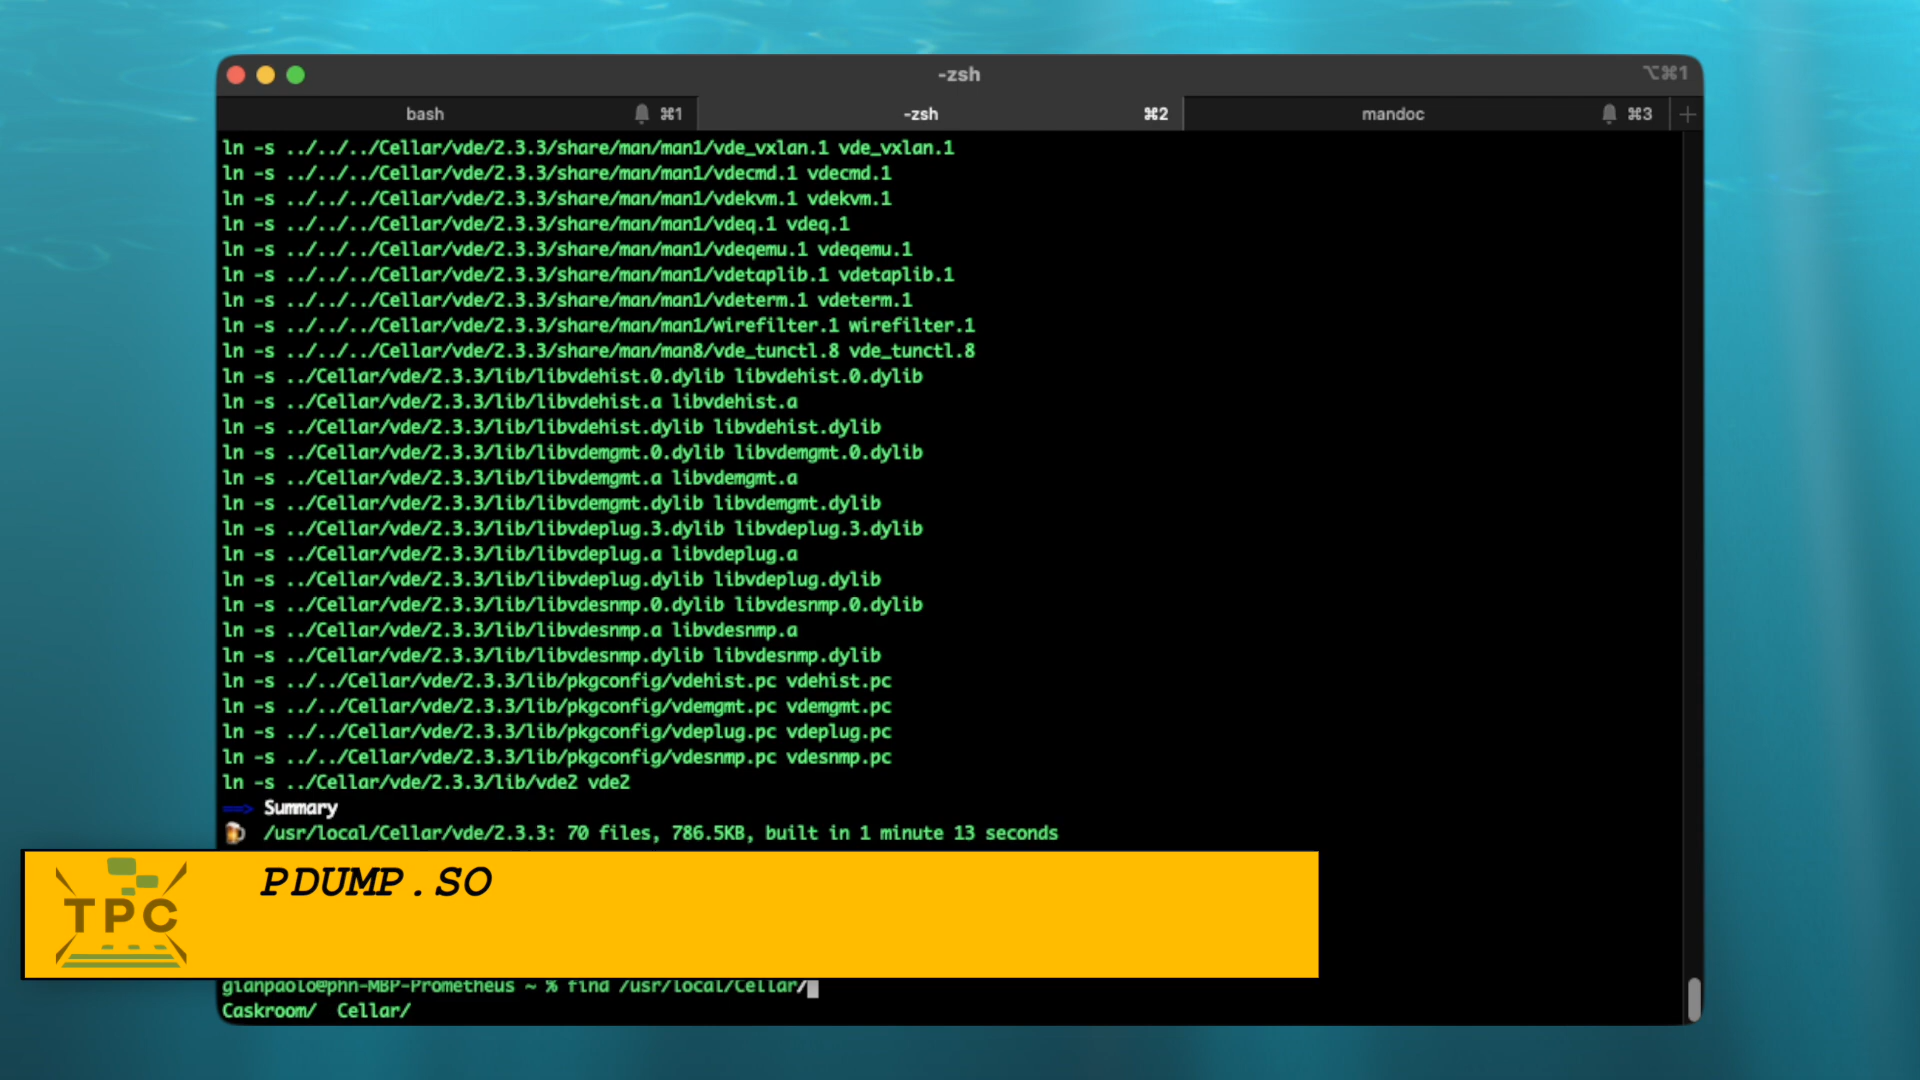 -zsh
⌥⌘1
bash ⌘1 -zsh ⌘2 mandoc ⌘3 +
ln -s ../../../Cellar/vde/2.3.3/share/man/man1/vde_vxlan.1 vde_vxlan.1
ln -s ../../../Cellar/vde/2.3.3/share/man/man1/vdecmd.1 vdecmd.1
ln -s ../../../Cellar/vde/2.3.3/share/man/man1/vdekvm.1 vdekvm.1
ln -s ../../../Cellar/vde/2.3.3/share/man/man1/vdeq.1 vdeq.1
ln -s ../../../Cellar/vde/2.3.3/share/man/man1/vdeqemu.1 vdeqemu.1
ln -s ../../../Cellar/vde/2.3.3/share/man/man1/vdetaplib.1 vdetaplib.1
ln -s ../../../Cellar/vde/2.3.3/share/man/man1/vdeterm.1 vdeterm.1
ln -s ../../../Cellar/vde/2.3.3/share/man/man1/wirefilter.1 wirefilter.1
ln -s ../../../Cellar/vde/2.3.3/share/man/man8/vde_tunctl.8 vde_tunctl.8
ln -s ../Cellar/vde/2.3.3/lib/libvdehist.0.dylib libvdehist.0.dylib
ln -s ../Cellar/vde/2.3.3/lib/libvdehist.a libvdehist.a
ln -s ../Cellar/vde/2.3.3/lib/libvdehist.dylib libvdehist.dylib
ln -s ../Cellar/vde/2.3.3/lib/libvdemgmt.0.dylib libvdemgmt.0.dylib
ln -s ../Cellar/vde/2.3.3/lib/libvdemgmt.a libvdemgmt.a
ln -s ../Cellar/vde/2.3.3/lib/libvdemgmt.dylib libvdemgmt.dylib
ln -s ../Cellar/vde/2.3.3/lib/libvdeplug.3.dylib libvdeplug.3.dylib
ln -s ../Cellar/vde/2.3.3/lib/libvdeplug.a libvdeplug.a
ln -s ../Cellar/vde/2.3.3/lib/libvdeplug.dylib libvdeplug.dylib
ln -s ../Cellar/vde/2.3.3/lib/libvdesnmp.0.dylib libvdesnmp.0.dylib
ln -s ../Cellar/vde/2.3.3/lib/libvdesnmp.a libvdesnmp.a
ln -s ../Cellar/vde/2.3.3/lib/libvdesnmp.dylib libvdesnmp.dylib
ln -s ../../Cellar/vde/2.3.3/lib/pkgconfig/vdehist.pc vdehist.pc
ln -s ../../Cellar/vde/2.3.3/lib/pkgconfig/vdemgmt.pc vdemgmt.pc
ln -s ../../Cellar/vde/2.3.3/lib/pkgconfig/vdeplug.pc vdeplug.pc
ln -s ../../Cellar/vde/2.3.3/lib/pkgconfig/vdesnmp.pc vdesnmp.pc
ln -s ../Cellar/vde/2.3.3/lib/vde2 vde2
==> Summary
🍺 /usr/local/Cellar/vde/2.3.3: 70 files, 786.5KB, built in 1 minute 13 seconds
PDUMP.SO
TPC
gianpaolo@phn-MBP-Prometheus ~ % find /usr/local/Cellar/
Caskroom/ Cellar/